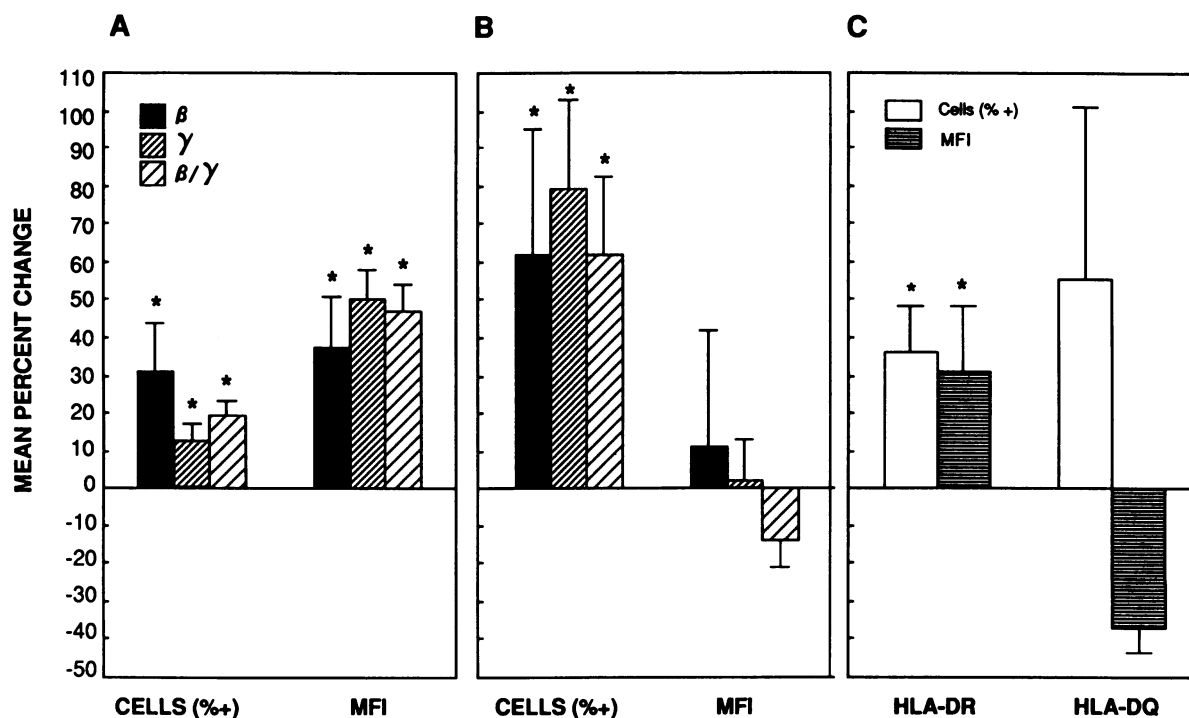 A
B
C
MEAN PERCENT CHANGE
110
100
90
80
70
60
50
40
30
20
10
0
-10
-20
-30
-40
-50
β
γ
β/γ
* * * * * *
* * *
Cells (% +)
MFI
* *
CELLS (%+) MFI
CELLS (%+) MFI
HLA-DR HLA-DQ